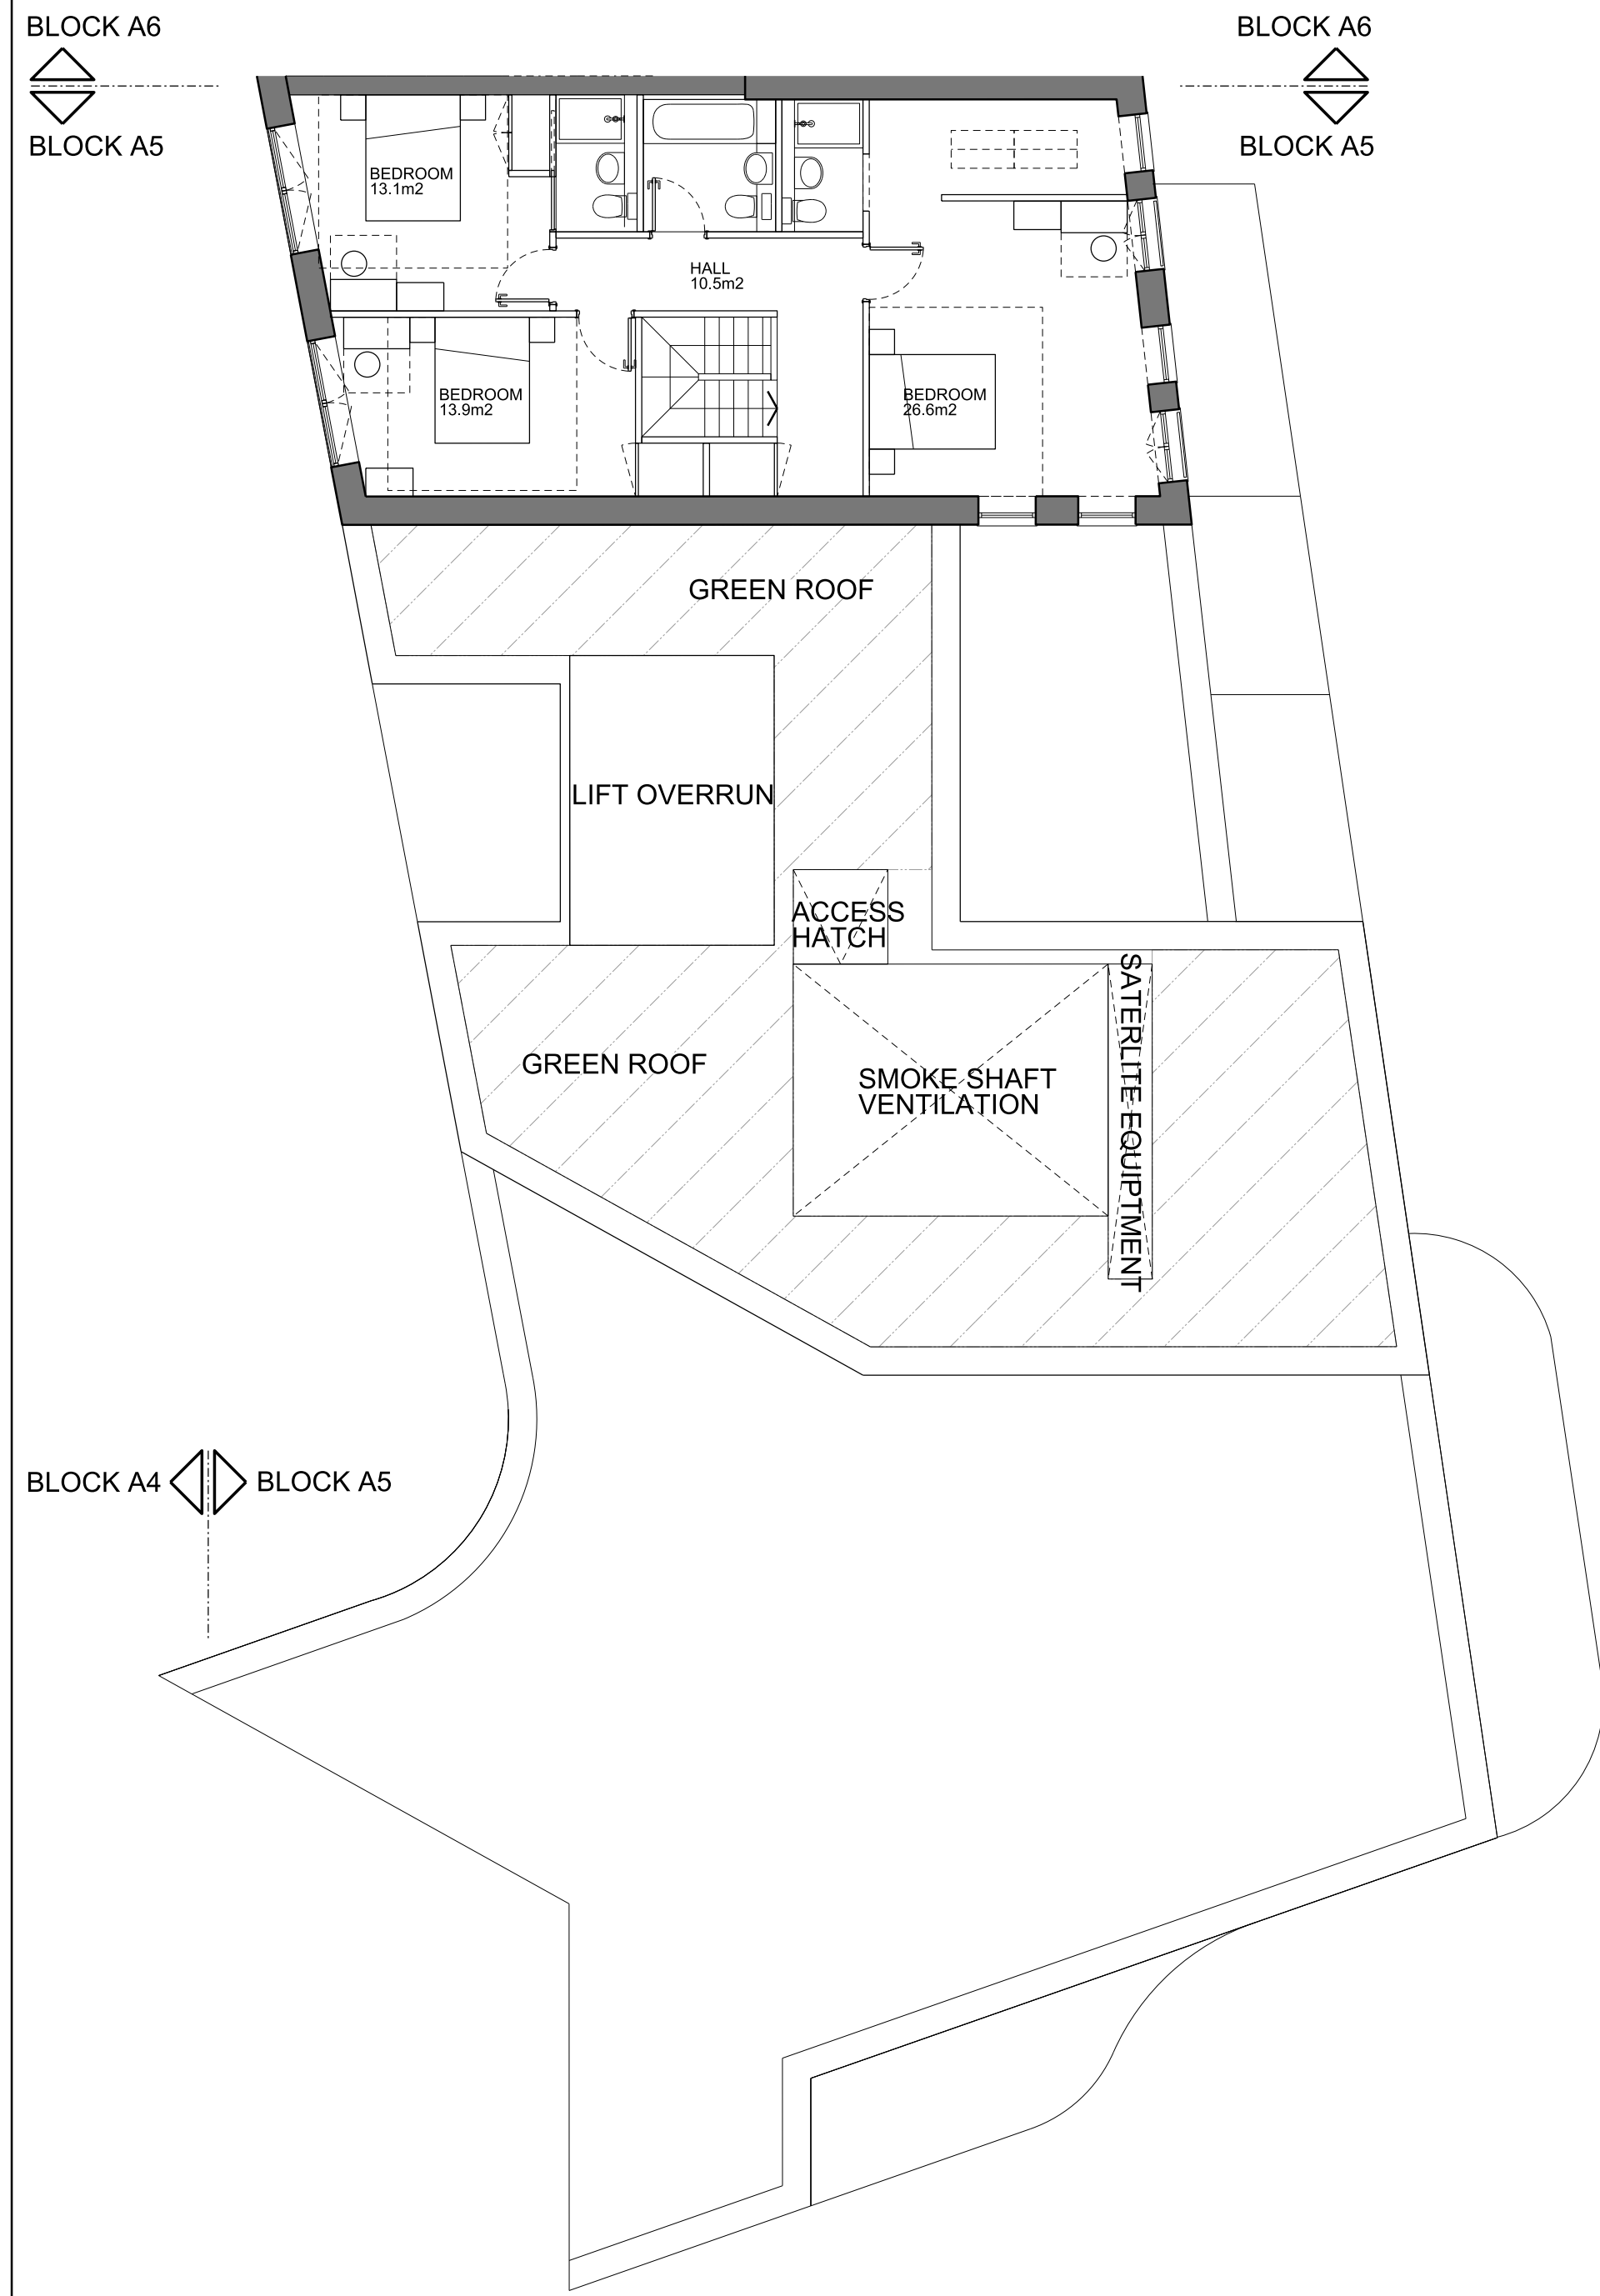 BLOCK A6
BLOCK A5
BLOCK A6
BLOCK A5
BEDROOM
13.1m2
HALL
10.5m2
BEDROOM
13.9m2
BEDROOM
26.6m2
GREEN ROOF
LIFT OVERRUN
ACCESS
HATCH
SATERLITE EQUIPTMENT
GREEN ROOF
SMOKE SHAFT
VENTILATION
BLOCK A4
BLOCK A5